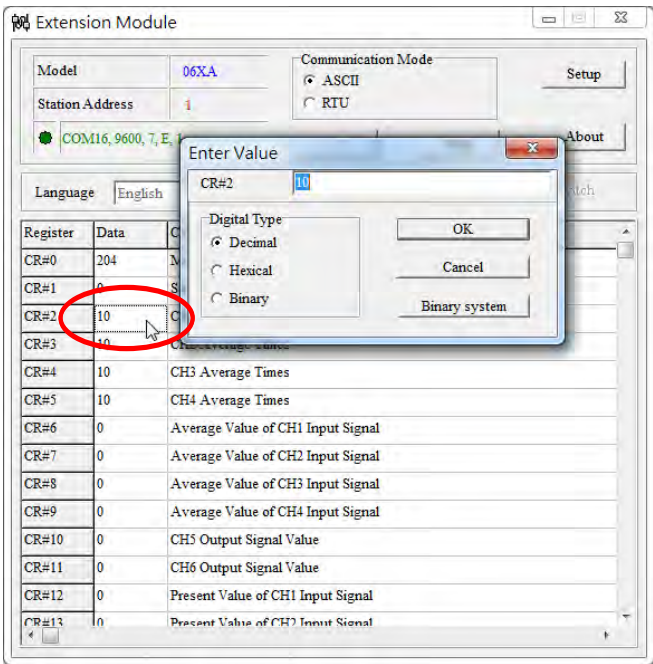 Extension Module
Model 06XA
Communication Mode
ASCII
RTU
Setup
Station Address 1
COM16, 9600, 7, E,
About
Enter Value
CR#2 10
Digital Type
Decimal
Hexical
Binary
OK
Cancel
Binary system
Language English
Register Data
CR#0 204
CR#1
CR#2 10
CR#3 10
CR#4 10 CH3 Average Times
CR#5 10 CH4 Average Times
CR#6 0 Average Value of CH1 Input Signal
CR#7 0 Average Value of CH2 Input Signal
CR#8 0 Average Value of CH3 Input Signal
CR#9 0 Average Value of CH4 Input Signal
CR#10 0 CH5 Output Signal Value
CR#11 0 CH6 Output Signal Value
CR#12 0 Present Value of CH1 Input Signal
CR#13 0 Present Value of CH2 Input Signal